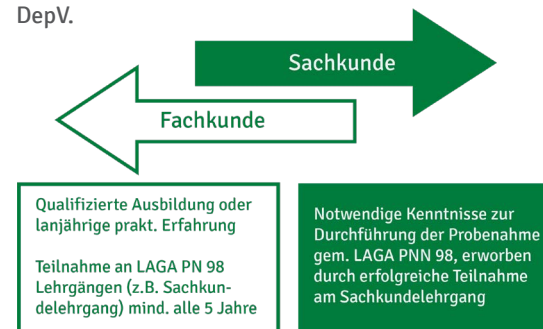 DepV.
Sachkunde
Fachkunde
Qualifizierte Ausbildung oder
lanjährige prakt. Erfahrung
Teilnahme an LAGA PN 98
Lehrgängen (z.B. Sachkun-
delehrgang) mind. alle 5 Jahre
Notwendige Kenntnisse zur
Durchführung der Probenahme
gem. LAGA PNN 98, erworben
durch erfolgreiche Teilnahme
am Sachkundelehrgang